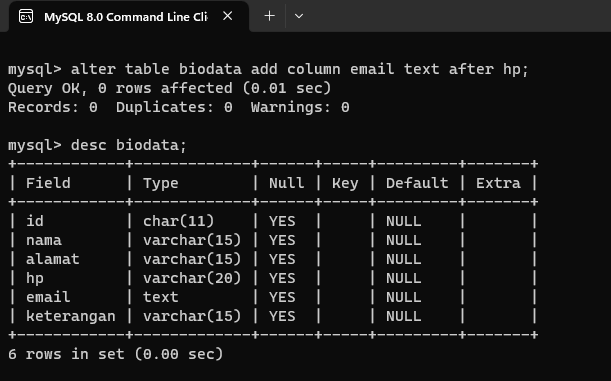 MySQL 8.0 Command Line Cli
mysql> alter table biodata add column email text after hp;
Query OK, 0 rows affected (0.01 sec)
Records: 0  Duplicates: 0  Warnings: 0
mysql> desc biodata;
+------------+-------------+------+-----+---------+-------+
| Field      | Type        | Null | Key | Default | Extra |
+------------+-------------+------+-----+---------+-------+
| id         | char(11)    | YES  |     | NULL    |       |
| nama       | varchar(15) | YES  |     | NULL    |       |
| alamat     | varchar(15) | YES  |     | NULL    |       |
| hp         | varchar(20) | YES  |     | NULL    |       |
| email      | text        | YES  |     | NULL    |       |
| keterangan | varchar(15) | YES  |     | NULL    |       |
+------------+-------------+------+-----+---------+-------+
6 rows in set (0.00 sec)